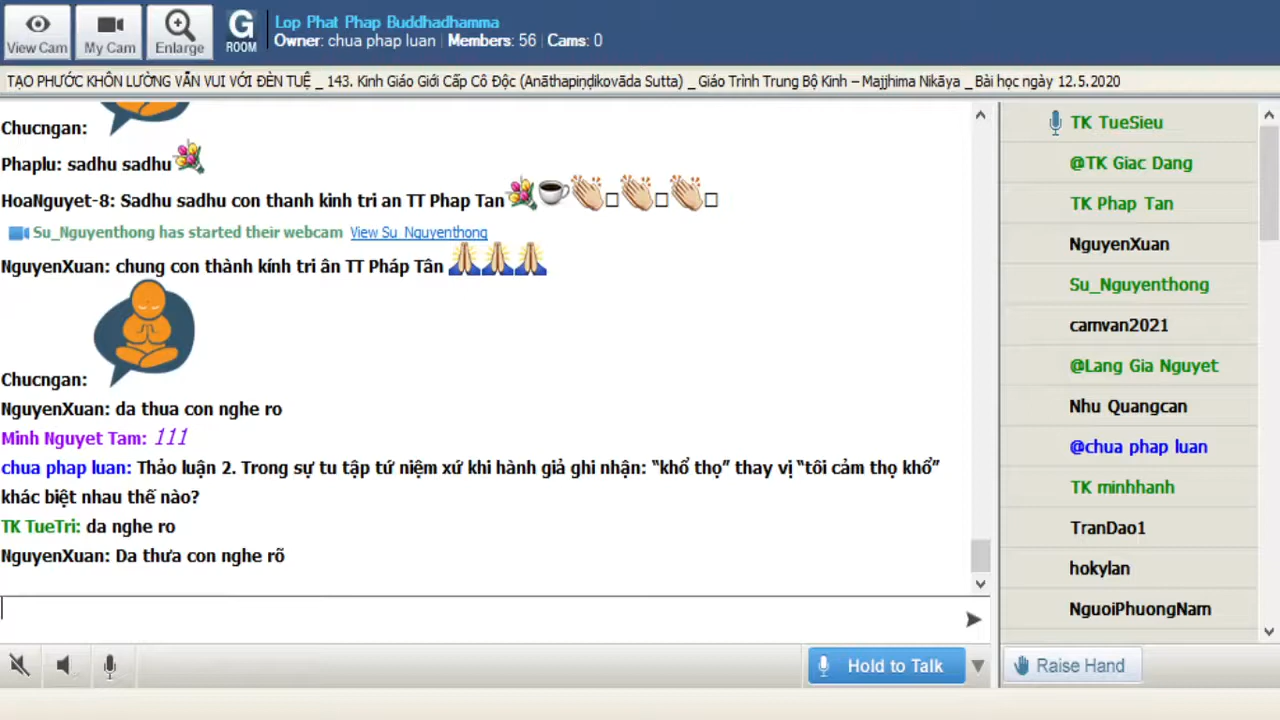 View Cam
My Cam
Enlarge
G
ROOM
Lop Phat Phap Buddhadhamma
Owner: chua phap luan | Members: 56 | Cams: 0
TẠO PHƯỚC KHÔN LƯỜNG VẪN VUI VỚI ĐÈN TUỆ _ 143. Kinh Giáo Giới Cấp Cô Độc (Anāthapiṇḍikovāda Sutta) _ Giáo Trình Trung Bộ Kinh – Majjhima Nikāya _ Bài học ngày 12.5.2020
Chucngan:
Phaplu: sadhu sadhu
HoaNguyet-8: Sadhu sadhu con thanh kinh tri an TT Phap Tan
Su_Nguyenthong has started their webcam View Su_Nguyenthong
NguyenXuan: chung con thành kính tri ân TT Pháp Tân
Chucngan:
NguyenXuan: da thua con nghe ro
Minh Nguyet Tam: 111
chua phap luan: Thảo luận 2. Trong sự tu tập tứ niệm xứ khi hành giả ghi nhận: “khổ thọ” thay vị “tôi cảm thọ khổ”
khác biệt nhau thế nào?
TK TueTri: da nghe ro
NguyenXuan: Da thưa con nghe rõ
TK TueSieu
@TK Giac Dang
TK Phap Tan
NguyenXuan
Su_Nguyenthong
camvan2021
@Lang Gia Nguyet
Nhu Quangcan
@chua phap luan
TK minhhanh
TranDao1
hokylan
NguoiPhuongNam
Hold to Talk
Raise Hand